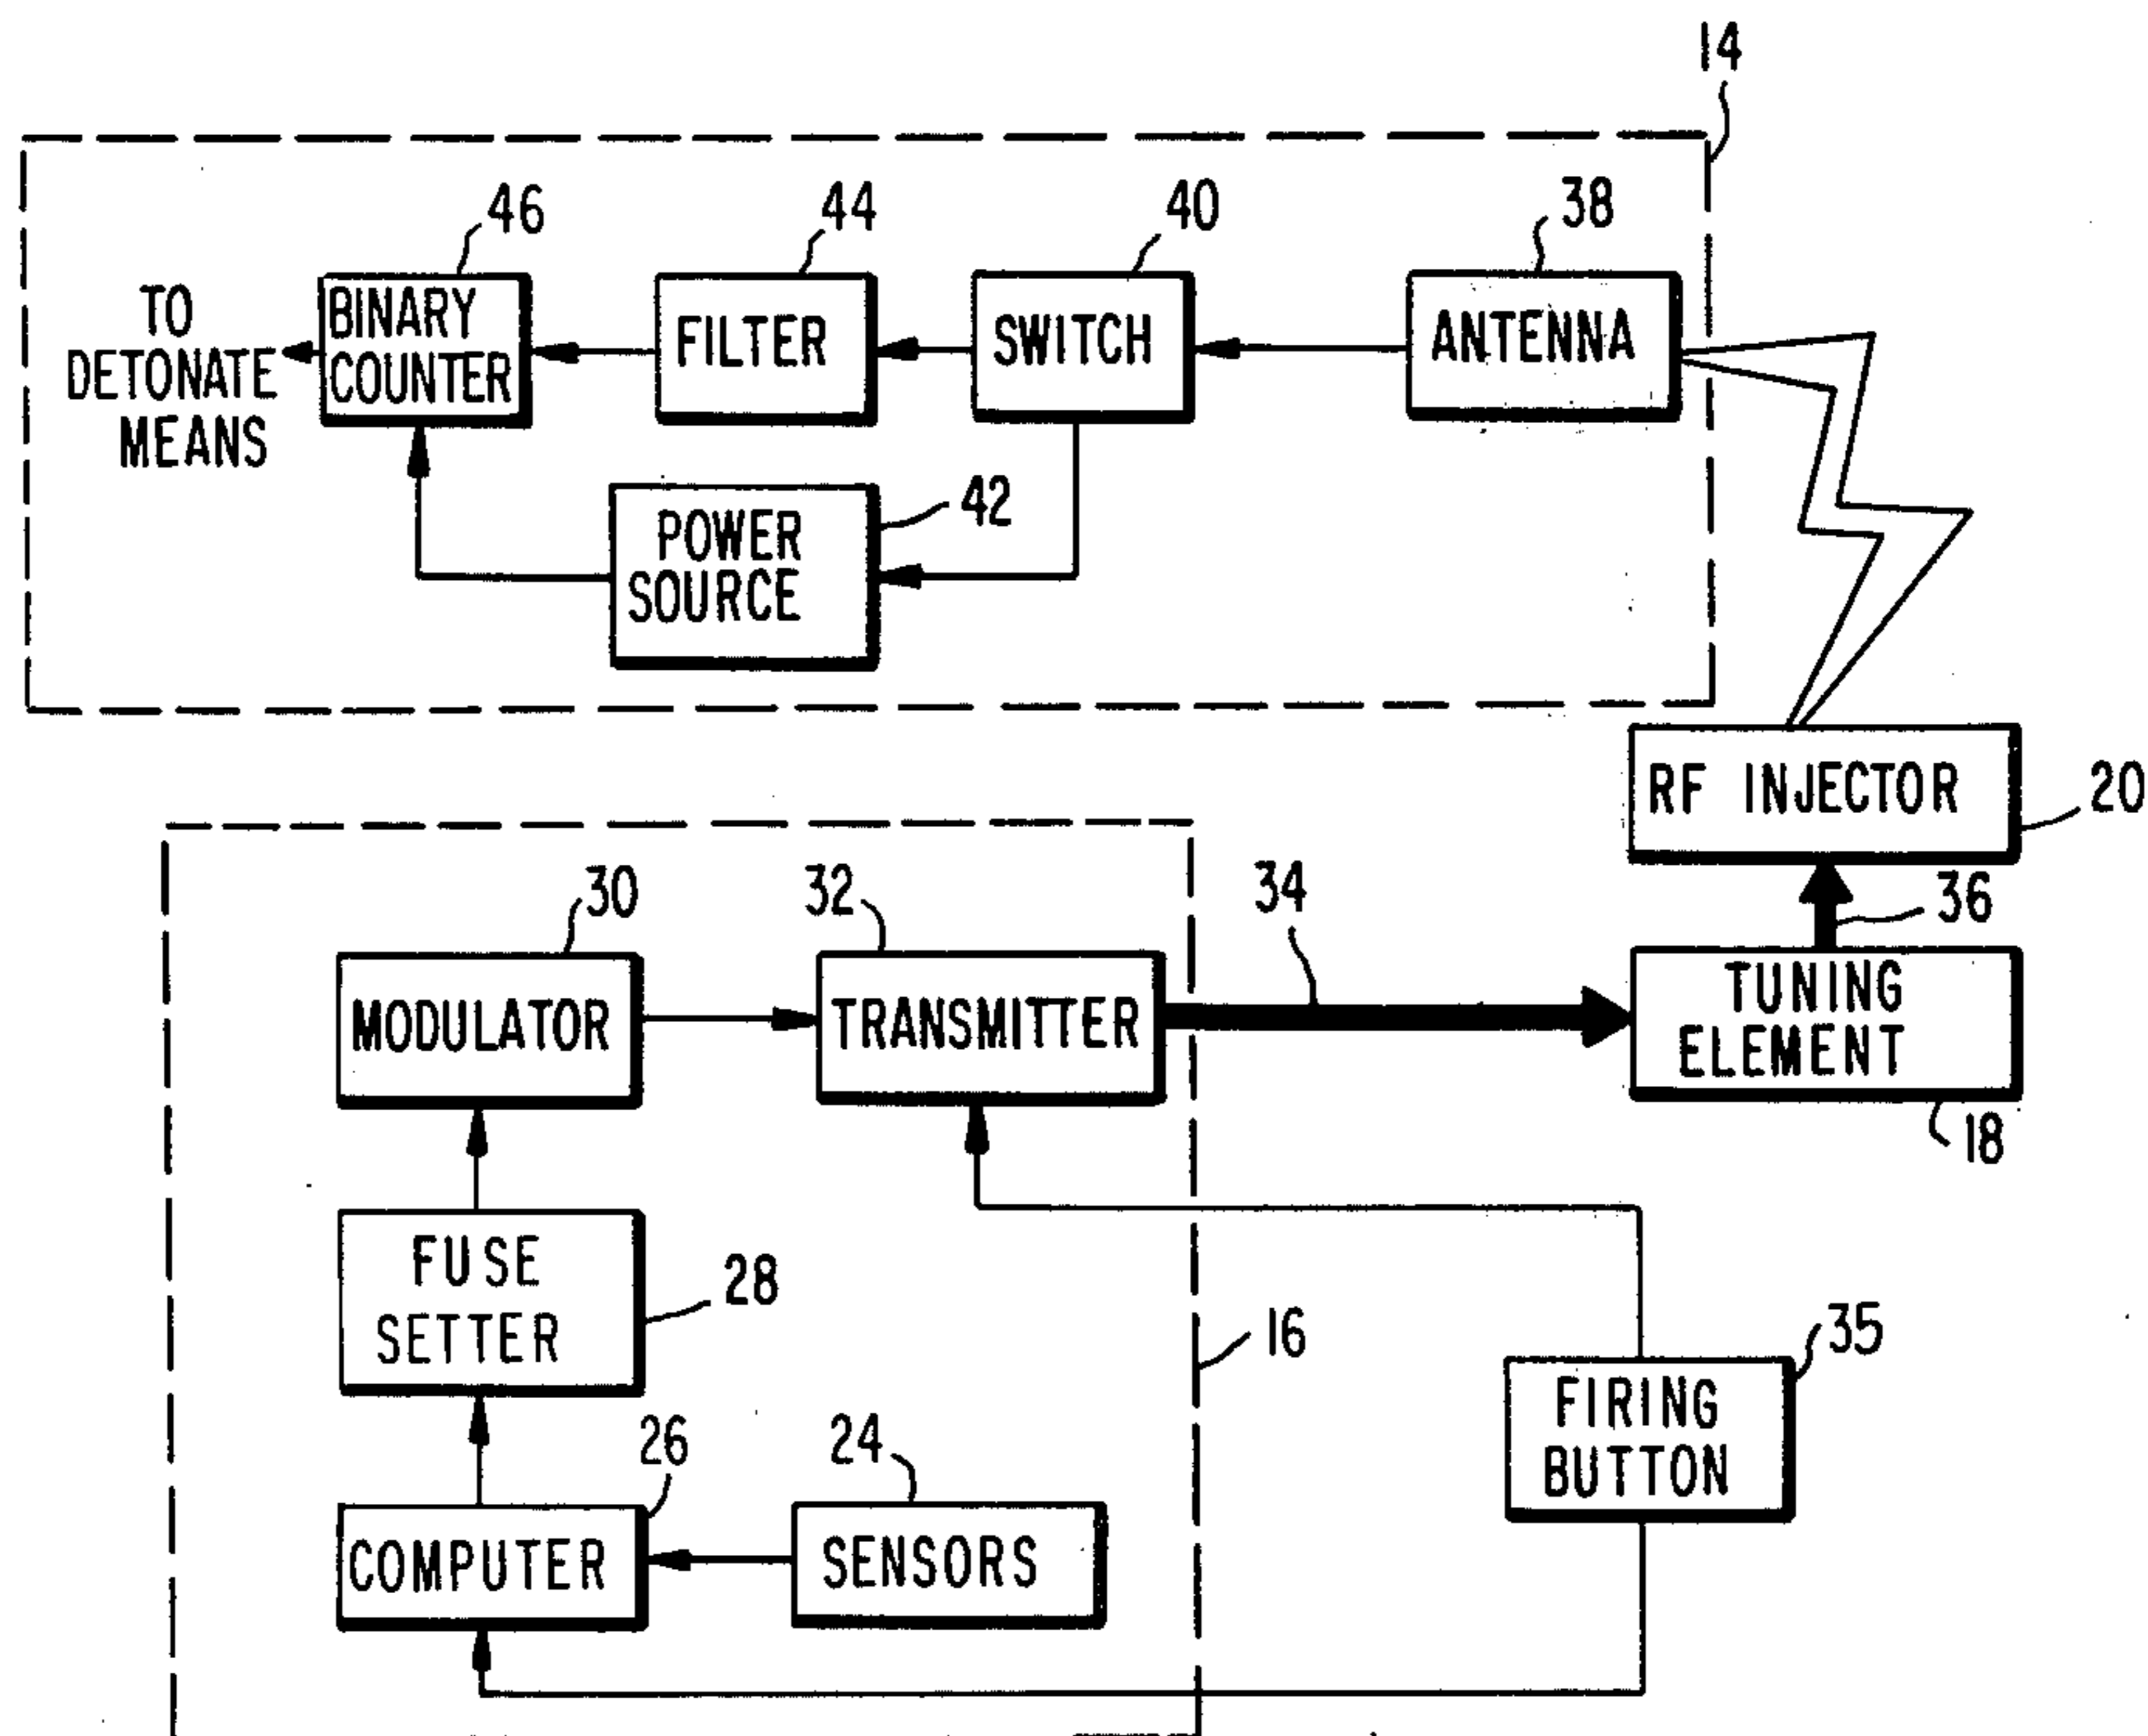 14
46
44
40
38
TO
DETONATE
MEANS
BINARY
COUNTER
FILTER
SWITCH
ANTENNA
POWER
SOURCE
42
RF INJECTOR
20
30
32
34
36
MODULATOR
TRANSMITTER
TUNING
ELEMENT
18
FUSE
SETTER
28
16
35
FIRING
BUTTON
26
24
COMPUTER
SENSORS